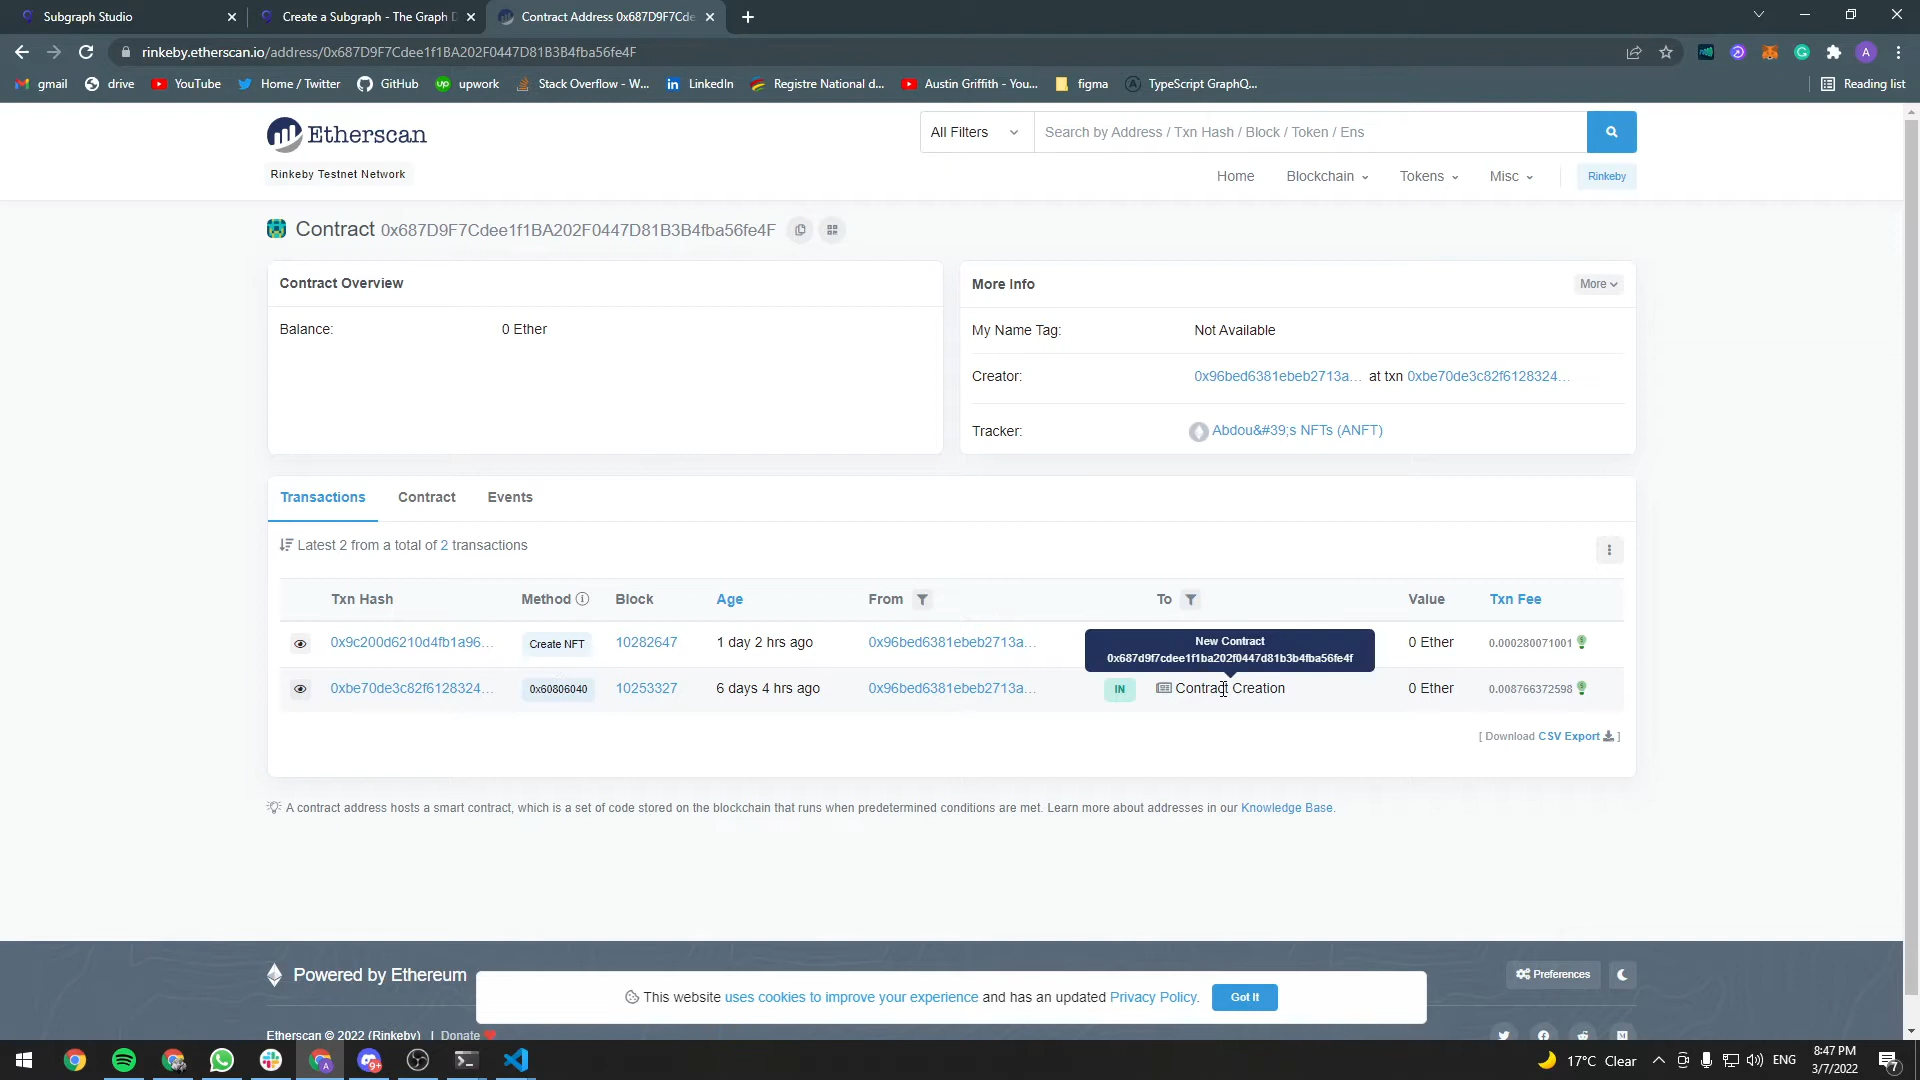 Subgraph Studio
Create a Subgraph - The Graph D
Contract Address 0x687D9F7Cde
rinkeby.etherscan.io/address/0x687D9F7Cdee1f1BA202F0447D81B3B4fba56fe4F
gmail
drive
YouTube
Home / Twitter
GitHub
up upwork
Stack Overflow - W...
in LinkedIn
Registre National d...
Austin Griffith - You...
figma
TypeScript GraphQ...
Reading list
Etherscan
All Filters
Search by Address / Txn Hash / Block / Token / Ens
Rinkeby Testnet Network
Home
Blockchain
Tokens
Misc
Rinkeby
Contract 0x687D9F7Cdee1f1BA202F0447D81B3B4fba56fe4F
Contract Overview
Balance:
0 Ether
More Info
More
My Name Tag:
Not Available
Creator:
0x96bed6381ebeb2713a... at txn 0xbe70de3c82f6128324...
Tracker:
Abdou&#39;s NFTs (ANFT)
Transactions
Contract
Events
Latest 2 from a total of 2 transactions
Txn Hash
Method
Block
Age
From
To
Value
Txn Fee
0x9c200d6210d4fb1a96...
Create NFT
10282647
1 day 2 hrs ago
0x96bed6381ebeb2713a...
New Contract
0x687d9f7cdee1f1ba202f0447d81b3b4fba56fe4f
0 Ether
0.000280071001
0xbe70de3c82f6128324...
0x60806040
10253327
6 days 4 hrs ago
0x96bed6381ebeb2713a...
IN
Contract Creation
0 Ether
0.008766372598
[ Download CSV Export ]
A contract address hosts a smart contract, which is a set of code stored on the blockchain that runs when predetermined conditions are met. Learn more about addresses in our Knowledge Base.
Powered by Ethereum
Preferences
This website uses cookies to improve your experience and has an updated Privacy Policy.
Got It
Etherscan © 2022 (Rinkeby) | Donate
17°C Clear
ENG
8:47 PM
3/7/2022
7
A
A
9+